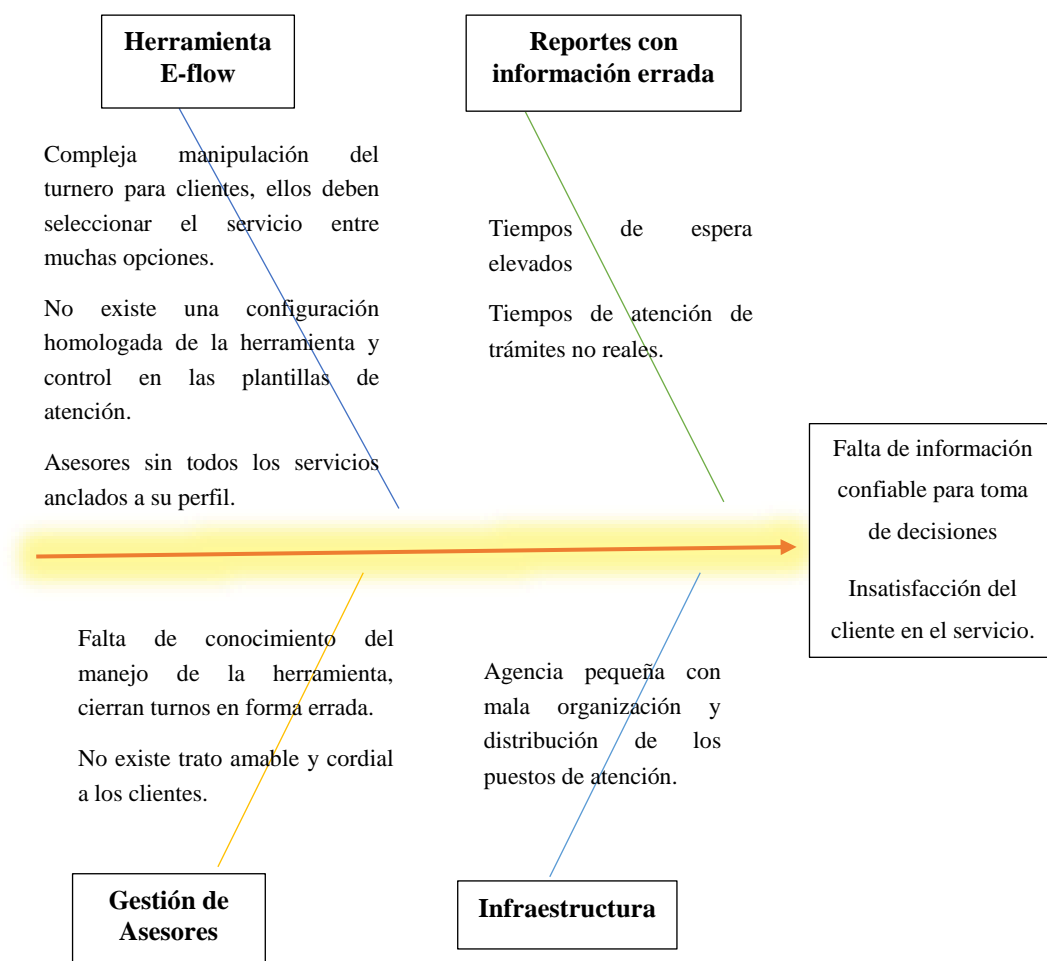 Herramienta
E-flow
Reportes con
información errada
Compleja manipulación del
turnero para clientes, ellos deben
seleccionar el servicio entre
muchas opciones.
No existe una configuración
homologada de la herramienta y
control en las plantillas de
atención.
Asesores sin todos los servicios
anclados a su perfil.
Tiempos de espera
elevados
Tiempos de atención de
trámites no reales.
Falta de información
confiable para toma
de decisiones
Insatisfacción del
cliente en el servicio.
Falta de conocimiento del
manejo de la herramienta,
cierran turnos en forma errada.
No existe trato amable y cordial
a los clientes.
Agencia pequeña con
mala organización y
distribución de los
puestos de atención.
Gestión de
Asesores
Infraestructura